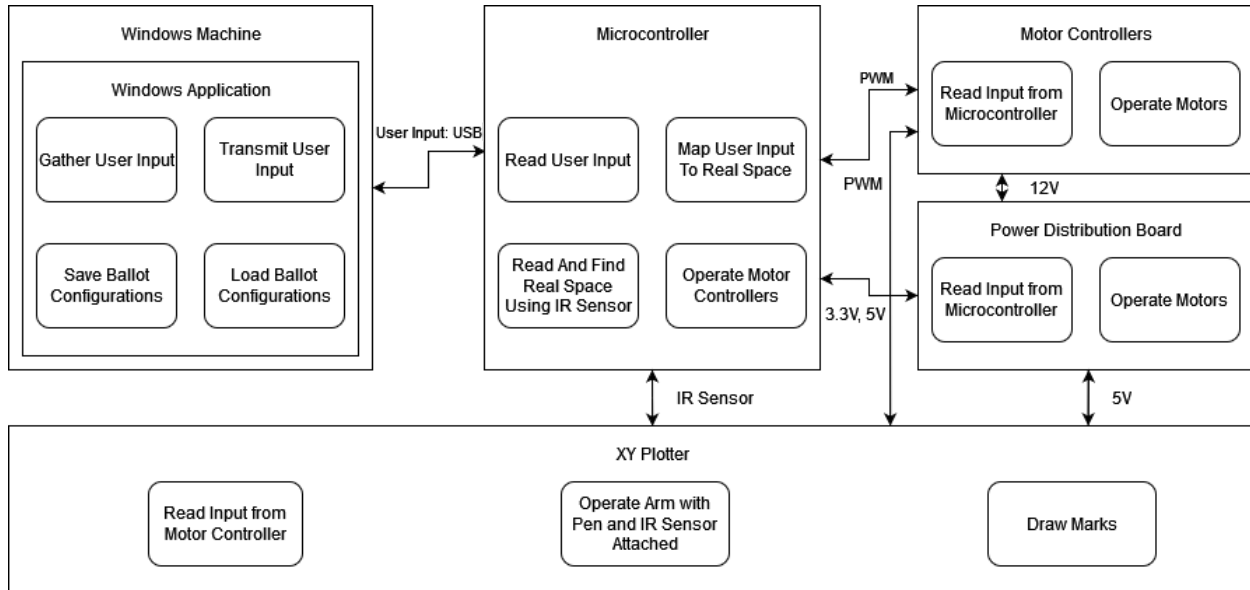 Windows Machine
Windows Application
Gather User Input
Transmit User
Input
Save Ballot
Configurations
Load Ballot
Configurations
User Input: USB
Microcontroller
Read User Input
Map User Input
To Real Space
Read And Find
Real Space
Using IR Sensor
Operate Motor
Controllers
PWM
PWM
3.3V, 5V
Motor Controllers
Read Input from
Microcontroller
Operate Motors
12V
Power Distribution Board
Read Input from
Microcontroller
Operate Motors
IR Sensor
5V
XY Plotter
Read Input from
Motor Controller
Operate Arm with
Pen and IR Sensor
Attached
Draw Marks